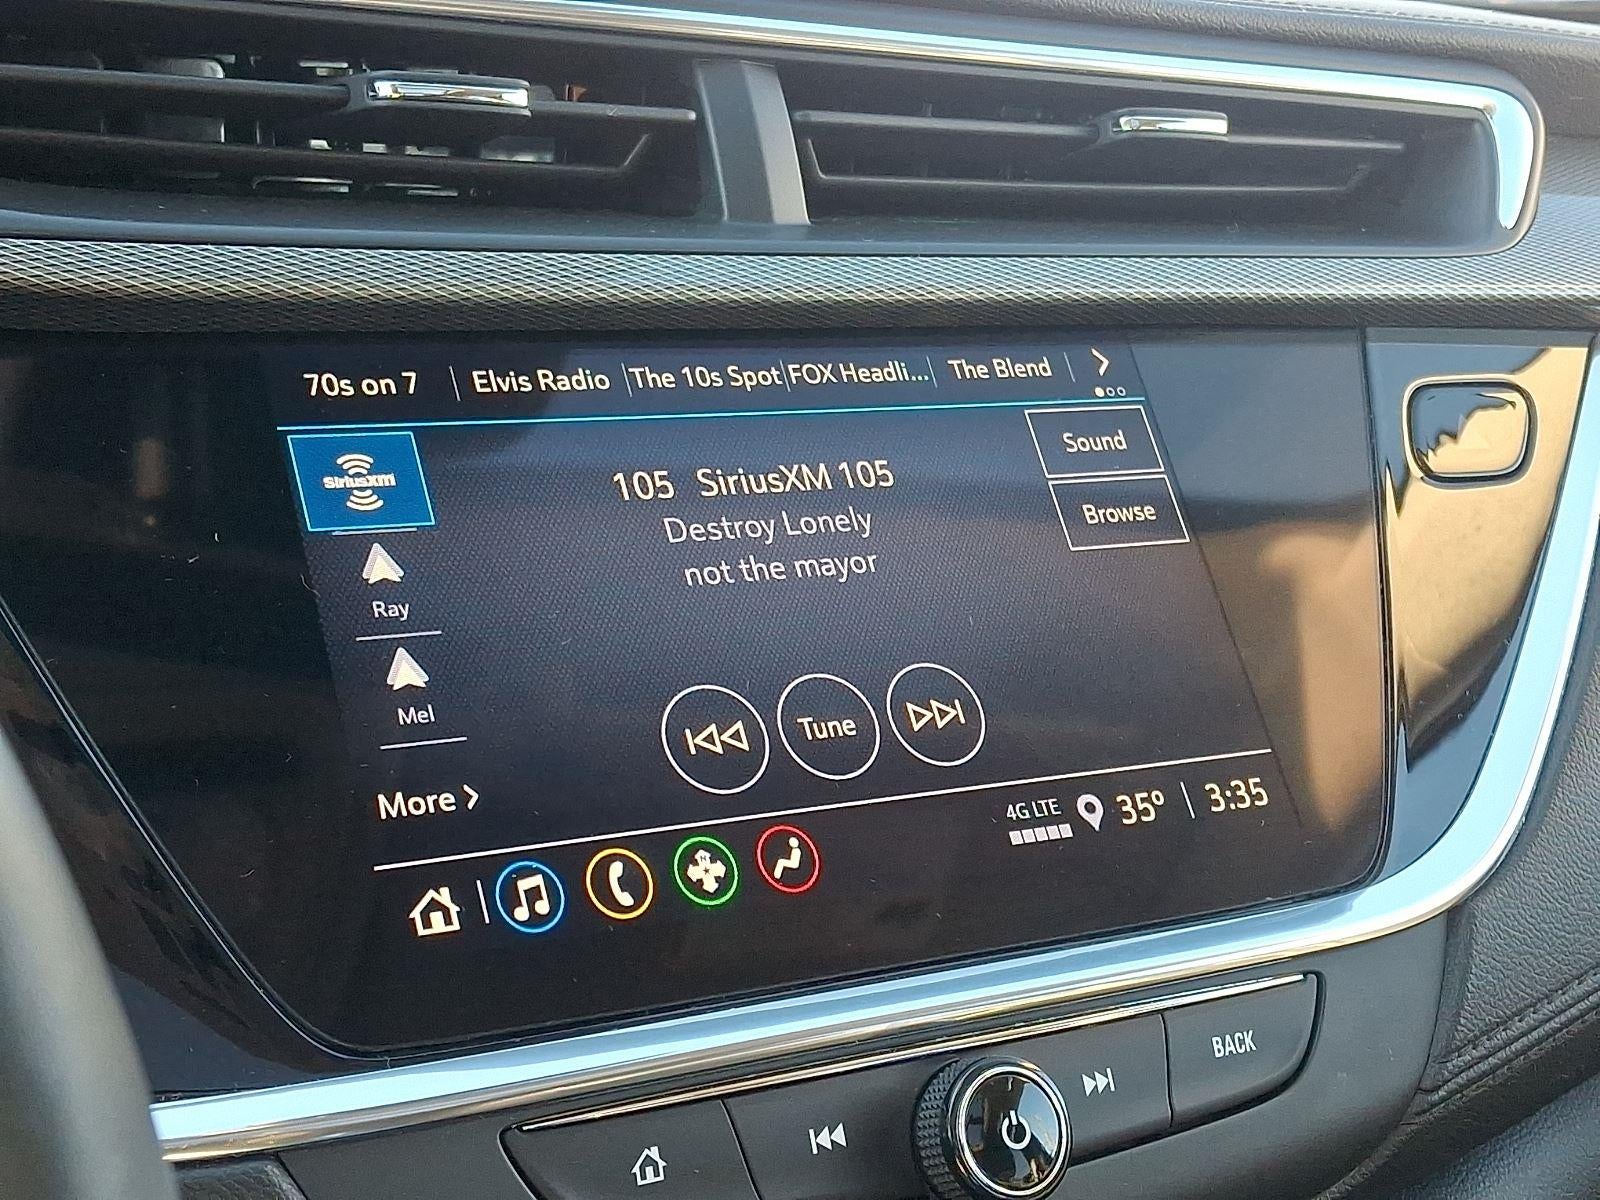 70s on 7 Elvis Radio The 10s Spot FOX Headli... The Blend
SiriusXM
Sound
105 SiriusXM 105
Browse
Destroy Lonely
not the mayor
Ray
Mel
Tune
More
4G LTE 35° 3:35
N
BACK